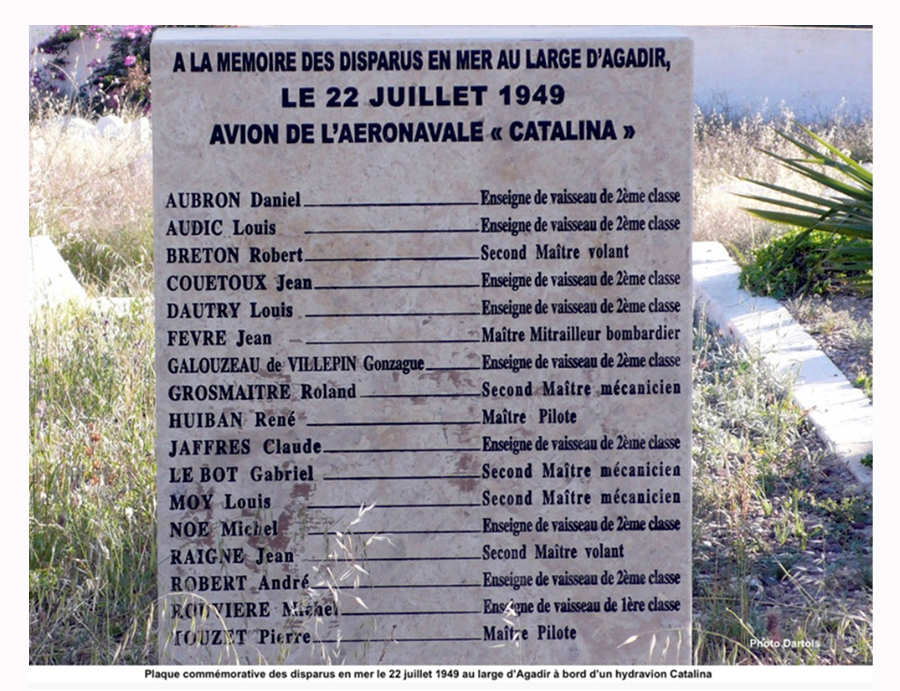 A LA MEMOIRE DES DISPARUS EN MER AU LARGE D'AGADIR,
LE 22 JUILLET 1949
AVION DE L'AERONAVALE « CATALINA »
AUBRON Daniel Enseigne de vaisseau de 2ème classe
AUDIC Louis Enseigne de vaisseau de 2ème classe
BRETON Robert Second Maître volant
COUETOUX Jean Enseigne de vaisseau de 2ème classe
DAUTRY Louis Enseigne de vaisseau de 2ème classe
FEVRE Jean Maître Mitrailleur bombardier
GALOUZEAU de VILLEPIN Gonzague Enseigne de vaisseau de 2ème classe
GROSMAITRE Roland Second Maître mécanicien
HUIBAN René Maître Pilote
JAFFRES Claude Enseigne de vaisseau de 2ème classe
LE BOT Gabriel Second Maître mécanicien
MOY Louis Second Maître mécanicien
NOE Michel Enseigne de vaisseau de 2ème classe
RAIGNE Jean Second Maître volant
ROBERT André Enseigne de vaisseau de 2ème classe
ROUVIERE Michel Enseigne de vaisseau de 1ère classe
TOUZET Pierre Maître Pilote
Photo Dartois
Plaque commémorative des disparus en mer le 22 juillet 1949 au large d'Agadir à bord d'un hydravion Catalina